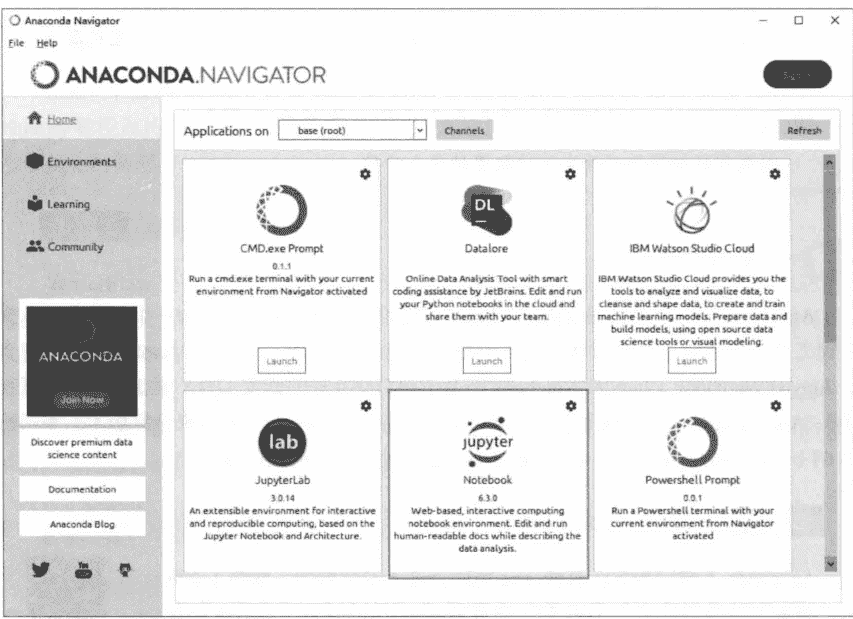 Anaconda Navigator
File Help
ANACONDA.NAVIGATOR
Home
Environments
Learning
Community
ANACONDA
Join Now
Discover premium data
science content
Documentation
Anaconda Blog
You
Applications on base (root) Channels Refresh
CMD.exe Prompt
0.1.1
Run a cmd.exe terminal with your current
environment from Navigator activated
Launch
DL
Datalore
Online Data Analysis Tool with smart
coding assistance by JetBrains. Edit and run
your Python notebooks in the cloud and
share them with your team.
Launch
IBM Watson Studio Cloud
IBM Watson Studio Cloud provides you the
tools to analyze and visualize data, to
cleanse and shape data, to create and train
machine learning models. Prepare data and
build models, using open source data
science tools or visual modeling.
Launch
lab
JupyterLab
3.0.14
An extensible environment for interactive
and reproducible computing, based on the
Jupyter Notebook and Architecture.
jupyter
Notebook
6.3.0
Web-based, interactive computing
notebook environment. Edit and run
human-readable docs while describing the
data analysis.
Powershell Prompt
0.0.1
Run a Powershell terminal with your
current environment from Navigator
activated